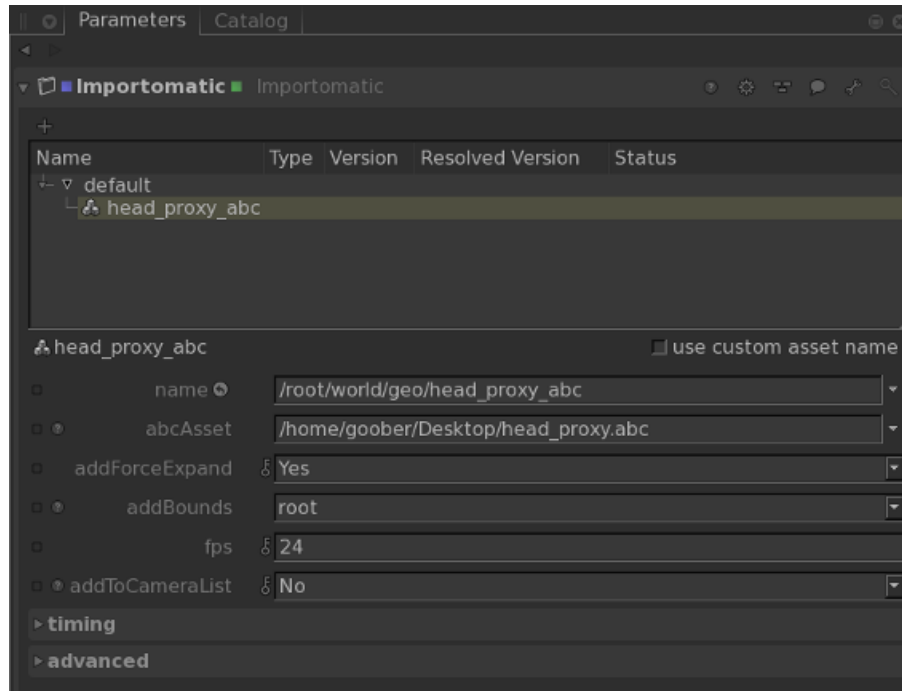 Parameters Catalog
Importomatic Importomatic
Name Type Version Resolved Version Status
default
head_proxy_abc
head_proxy_abc use custom asset name
name /root/world/geo/head_proxy_abc
abcAsset /home/goober/Desktop/head_proxy.abc
addForceExpand Yes
addBounds root
fps 24
addToCameraList No
timing
advanced